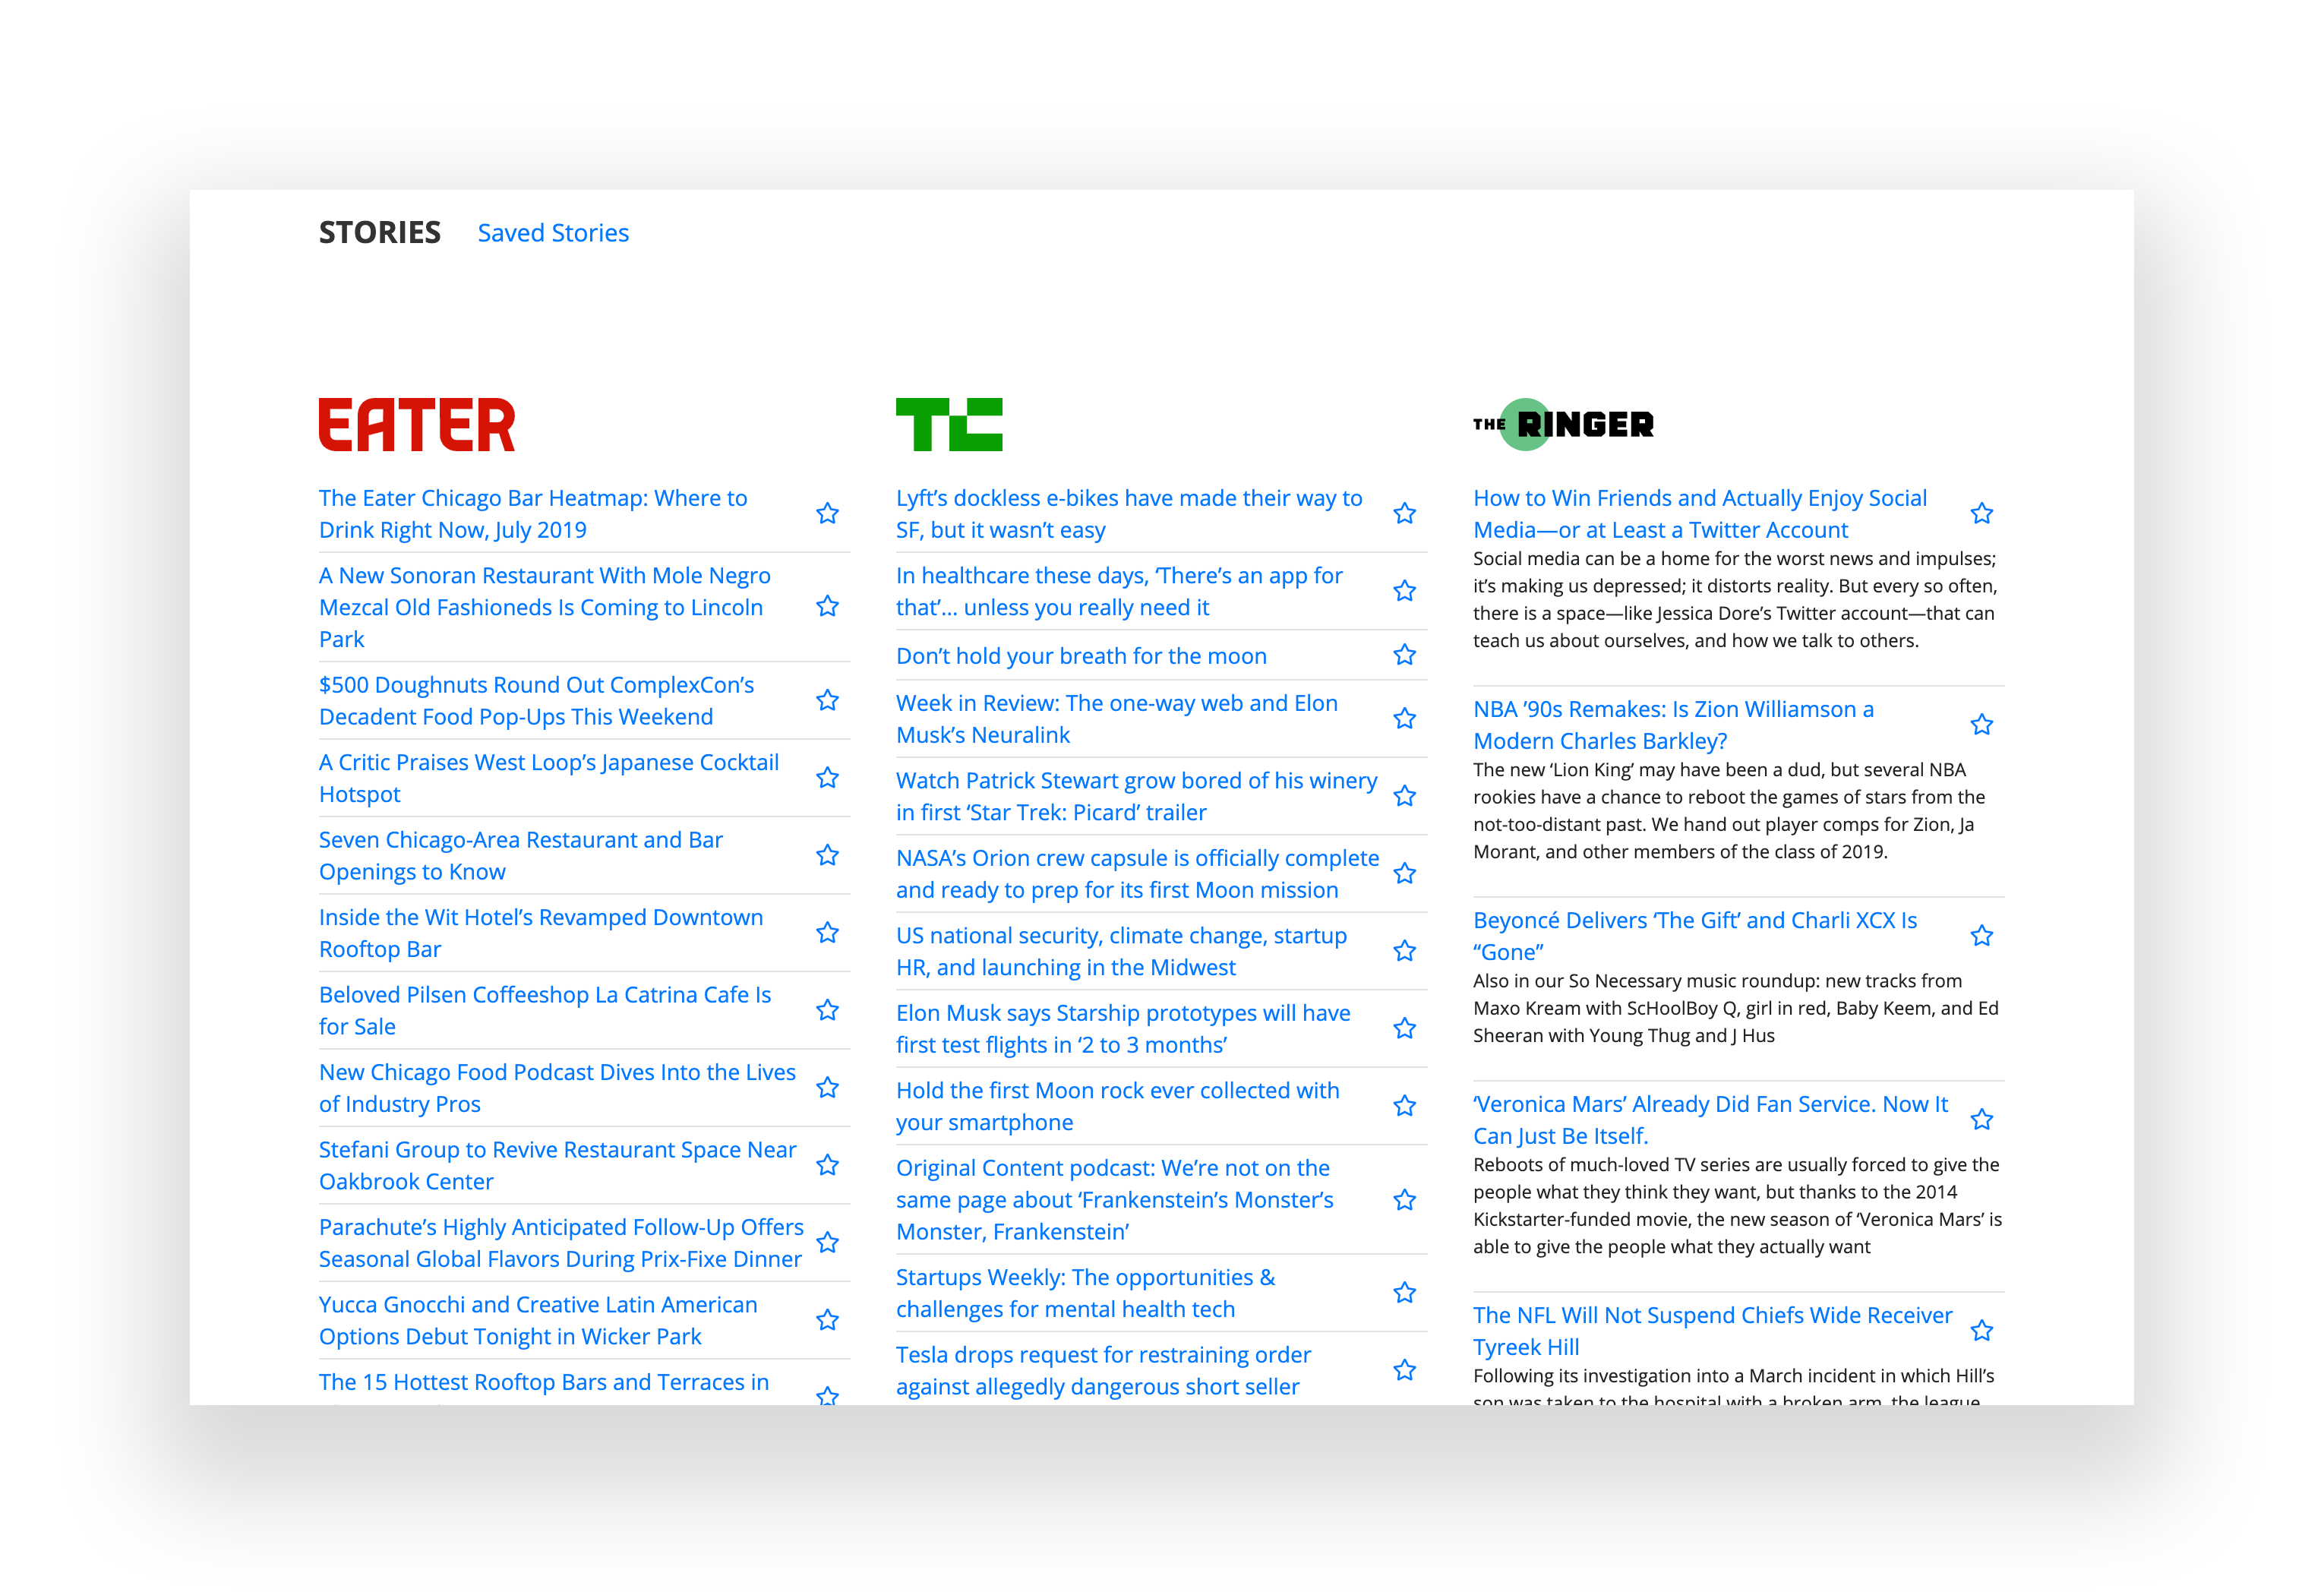 STORIES Saved Stories
EATER
The Eater Chicago Bar Heatmap: Where to
Drink Right Now, July 2019
A New Sonoran Restaurant With Mole Negro
Mezcal Old Fashioneds Is Coming to Lincoln
Park
$500 Doughnuts Round Out ComplexCon’s
Decadent Food Pop-Ups This Weekend
A Critic Praises West Loop’s Japanese Cocktail
Hotspot
Seven Chicago-Area Restaurant and Bar
Openings to Know
Inside the Wit Hotel’s Revamped Downtown
Rooftop Bar
Beloved Pilsen Coffeeshop La Catrina Cafe Is
for Sale
New Chicago Food Podcast Dives Into the Lives
of Industry Pros
Stefani Group to Revive Restaurant Space Near
Oakbrook Center
Parachute’s Highly Anticipated Follow-Up Offers
Seasonal Global Flavors During Prix-Fixe Dinner
Yucca Gnocchi and Creative Latin American
Options Debut Tonight in Wicker Park
The 15 Hottest Rooftop Bars and Terraces in
TC
Lyft’s dockless e-bikes have made their way to
SF, but it wasn’t easy
In healthcare these days, ‘There’s an app for
that’… unless you really need it
Don’t hold your breath for the moon
Week in Review: The one-way web and Elon
Musk’s Neuralink
Watch Patrick Stewart grow bored of his winery
in first ‘Star Trek: Picard’ trailer
NASA’s Orion crew capsule is officially complete
and ready to prep for its first Moon mission
US national security, climate change, startup
HR, and launching in the Midwest
Elon Musk says Starship prototypes will have
first test flights in ‘2 to 3 months’
Hold the first Moon rock ever collected with
your smartphone
Original Content podcast: We’re not on the
same page about ‘Frankenstein’s Monster’s
Monster, Frankenstein’
Startups Weekly: The opportunities &
challenges for mental health tech
Tesla drops request for restraining order
against allegedly dangerous short seller
THE RINGER
How to Win Friends and Actually Enjoy Social
Media—or at Least a Twitter Account
Social media can be a home for the worst news and impulses;
it’s making us depressed; it distorts reality. But every so often,
there is a space—like Jessica Dore’s Twitter account—that can
teach us about ourselves, and how we talk to others.
NBA ’90s Remakes: Is Zion Williamson a
Modern Charles Barkley?
The new ‘Lion King’ may have been a dud, but several NBA
rookies have a chance to reboot the games of stars from the
not-too-distant past. We hand out player comps for Zion, Ja
Morant, and other members of the class of 2019.
Beyoncé Delivers ‘The Gift’ and Charli XCX Is
“Gone”
Also in our So Necessary music roundup: new tracks from
Maxo Kream with ScHoolBoy Q, girl in red, Baby Keem, and Ed
Sheeran with Young Thug and J Hus
‘Veronica Mars’ Already Did Fan Service. Now It
Can Just Be Itself.
Reboots of much-loved TV series are usually forced to give the
people what they think they want, but thanks to the 2014
Kickstarter-funded movie, the new season of ‘Veronica Mars’ is
able to give the people what they actually want
The NFL Will Not Suspend Chiefs Wide Receiver
Tyreek Hill
Following its investigation into a March incident in which Hill’s
son was taken to the hospital with a broken arm, the league